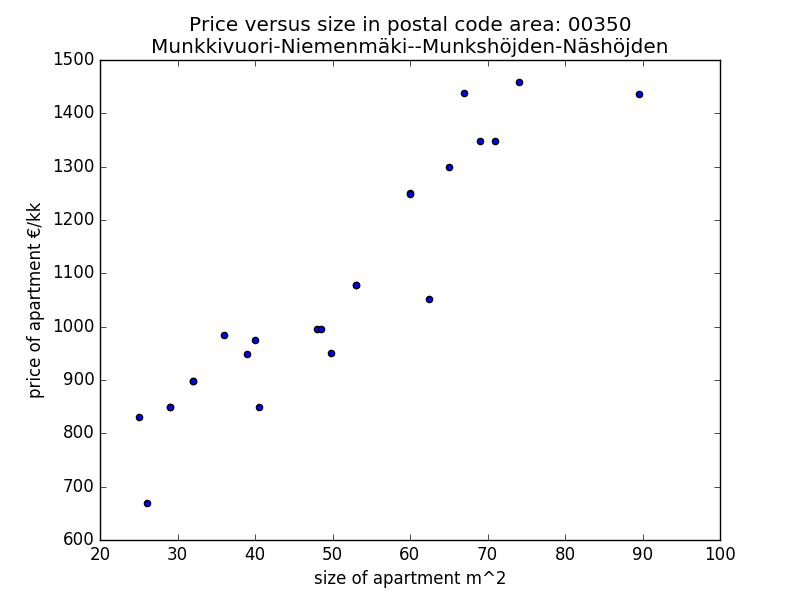 Price versus size in postal code area: 00350
Munkkivuori-Niemenmäki--Munkshöjden-Näshöjden
1500
1400
1300
1200
1100
1000
900
800
700
600
price of apartment €/kk
20 30 40 50 60 70 80 90 100
size of apartment m^2